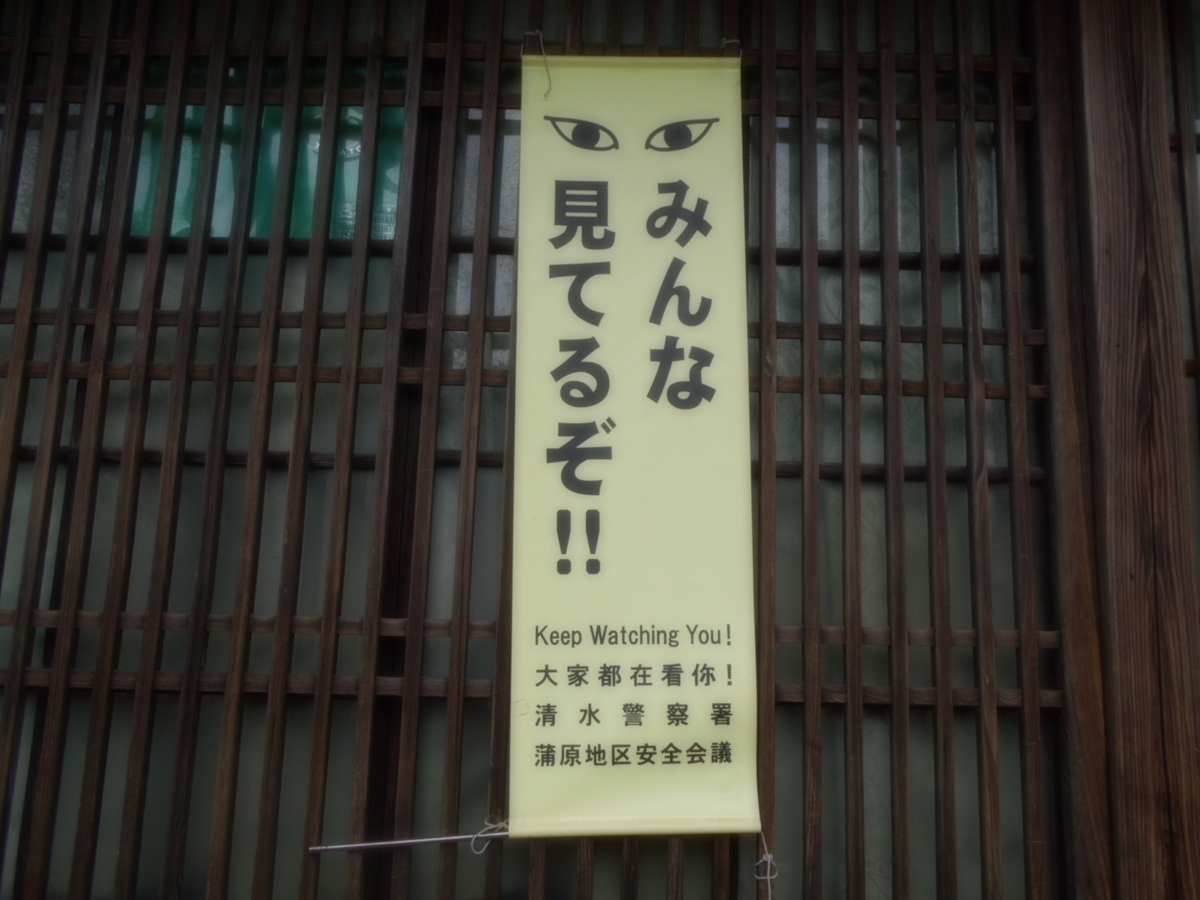 みんな
見てるぞ!!
Keep Watching You!
大家都在看你!
清水警察署
蒲原地区安全会議